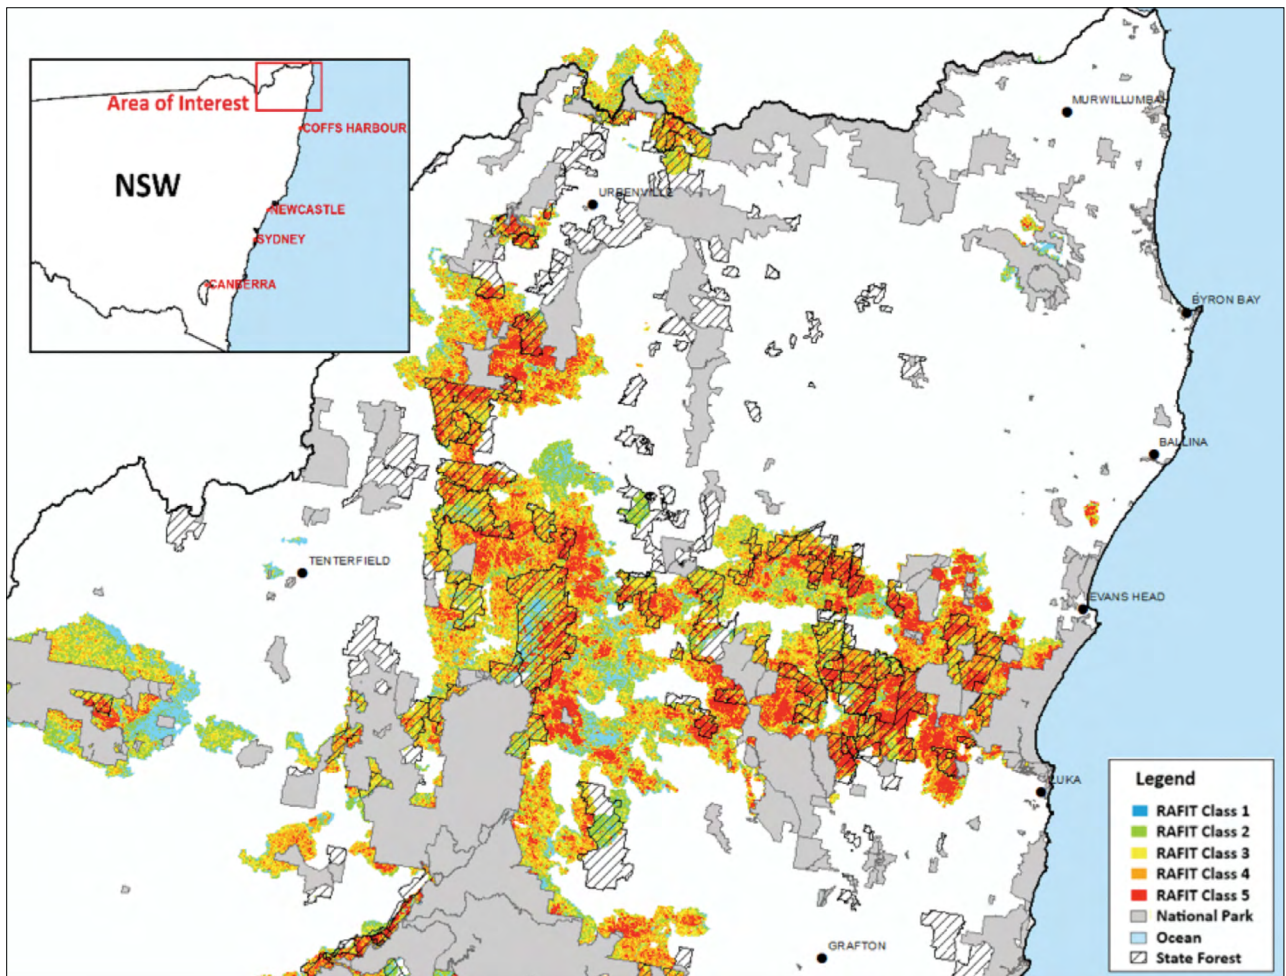 Area of Interest
COFFS HARBOUR
NSW
NEWCASTLE
SYDNEY
CANBERRA
MURWILLUMBAH
URBENVILLE
BYRON BAY
BALLINA
TENTERFIELD
EVANS HEAD
ILUKA
GRAFTON
Legend
RAFIT Class 1
RAFIT Class 2
RAFIT Class 3
RAFIT Class 4
RAFIT Class 5
National Park
Ocean
State Forest